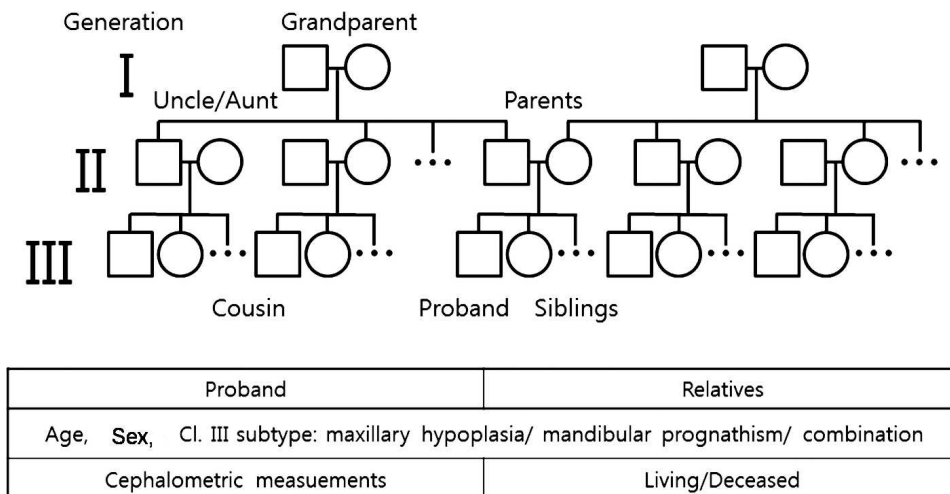 Generation Grandparent
I
Uncle/Aunt Parents
... 
II
...
III
... ... ... ... ...
Cousin Proband Siblings
Proband Relatives
Age, Sex, Cl. III subtype: maxillary hypoplasia/ mandibular prognathism/ combination
Cephalometric measuements Living/Deceased